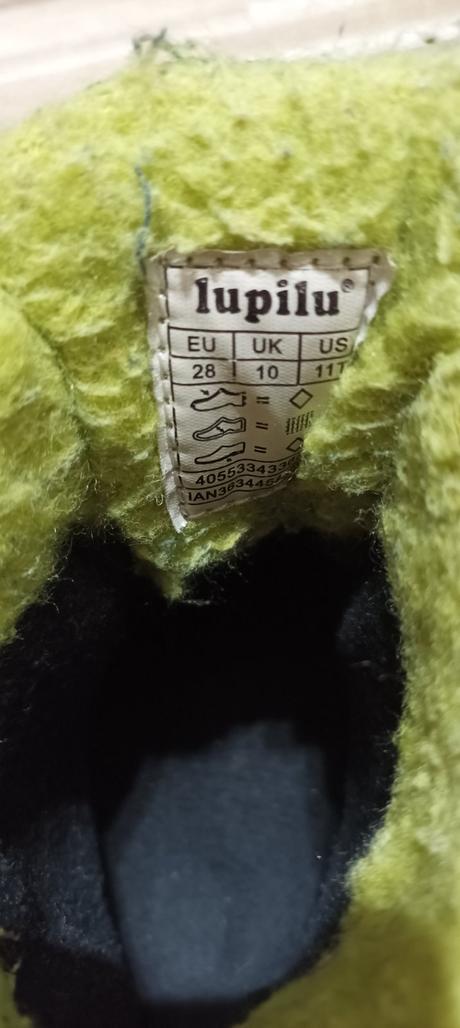 lupilu®
EU UK US
28 10 11T
= 
=
=